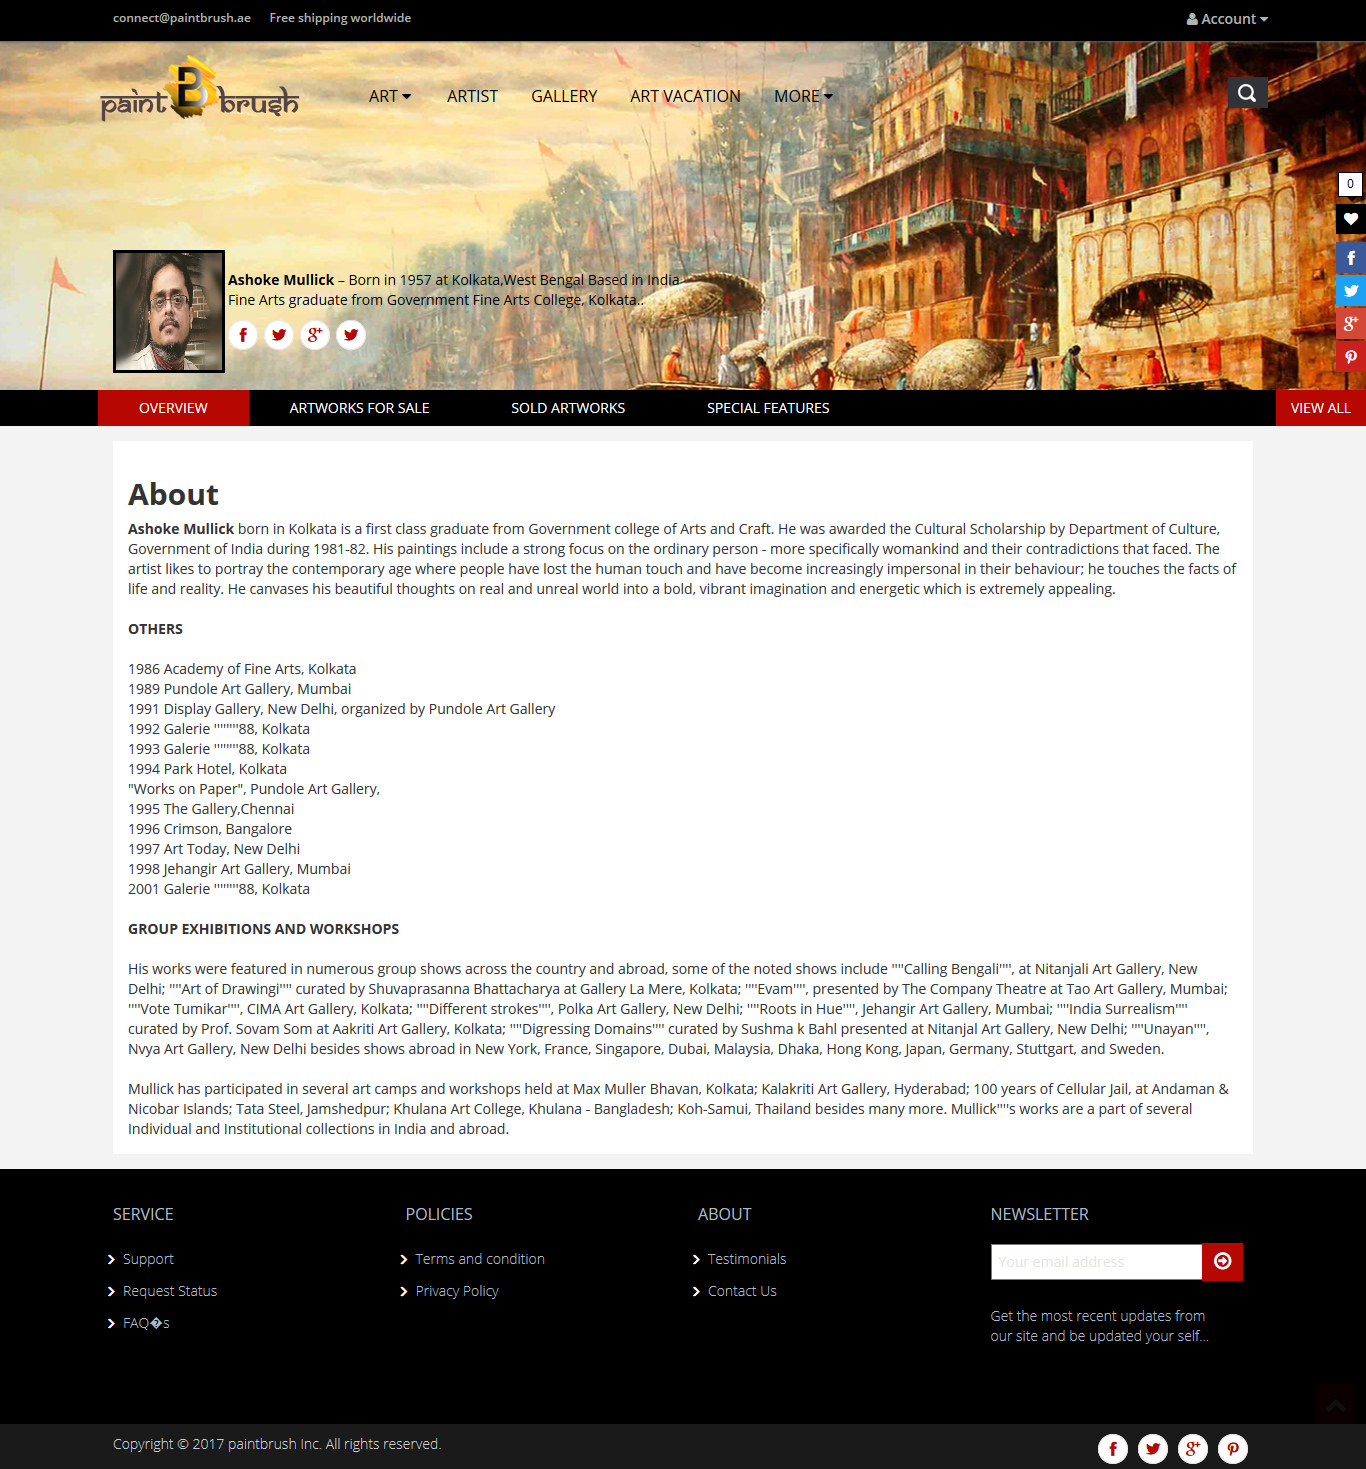 connect@paintbrush.ae Free shipping worldwide Account
paint B brush ART ARTIST GALLERY ART VACATION MORE
0
Ashoke Mullick – Born in 1957 at Kolkata,West Bengal Based in India
Fine Arts graduate from Government Fine Arts College, Kolkata..
OVERVIEW ARTWORKS FOR SALE SOLD ARTWORKS SPECIAL FEATURES VIEW ALL
About
Ashoke Mullick born in Kolkata is a first class graduate from Government college of Arts and Craft. He was awarded the Cultural Scholarship by Department of Culture,
Government of India during 1981-82. His paintings include a strong focus on the ordinary person - more specifically womankind and their contradictions that faced. The
artist likes to portray the contemporary age where people have lost the human touch and have become increasingly impersonal in their behaviour; he touches the facts of
life and reality. He canvases his beautiful thoughts on real and unreal world into a bold, vibrant imagination and energetic which is extremely appealing.
OTHERS
1986 Academy of Fine Arts, Kolkata
1989 Pundole Art Gallery, Mumbai
1991 Display Gallery, New Delhi, organized by Pundole Art Gallery
1992 Galerie ''''''''88, Kolkata
1993 Galerie ''''''''88, Kolkata
1994 Park Hotel, Kolkata
"Works on Paper", Pundole Art Gallery,
1995 The Gallery,Chennai
1996 Crimson, Bangalore
1997 Art Today, New Delhi
1998 Jehangir Art Gallery, Mumbai
2001 Galerie ''''''''88, Kolkata
GROUP EXHIBITIONS AND WORKSHOPS
His works were featured in numerous group shows across the country and abroad, some of the noted shows include ''''Calling Bengali'''', at Nitanjali Art Gallery, New
Delhi; ''''Art of Drawingi'''' curated by Shuvaprasanna Bhattacharya at Gallery La Mere, Kolkata; ''''Evam'''', presented by The Company Theatre at Tao Art Gallery, Mumbai;
''''Vote Tumikar'''', CIMA Art Gallery, Kolkata; ''''Different strokes'''', Polka Art Gallery, New Delhi; ''''Roots in Hue'''', Jehangir Art Gallery, Mumbai; ''''India Surrealism''''
curated by Prof. Sovam Som at Aakriti Art Gallery, Kolkata; ''''Digressing Domains'''' curated by Sushma k Bahl presented at Nitanjal Art Gallery, New Delhi; ''''Unayan'''',
Nvya Art Gallery, New Delhi besides shows abroad in New York, France, Singapore, Dubai, Malaysia, Dhaka, Hong Kong, Japan, Germany, Stuttgart, and Sweden.
Mullick has participated in several art camps and workshops held at Max Muller Bhavan, Kolkata; Kalakriti Art Gallery, Hyderabad; 100 years of Cellular Jail, at Andaman &
Nicobar Islands; Tata Steel, Jamshedpur; Khulana Art College, Khulana - Bangladesh; Koh-Samui, Thailand besides many more. Mullick''''s works are a part of several
Individual and Institutional collections in India and abroad.
SERVICE POLICIES ABOUT NEWSLETTER
Support Terms and condition Testimonials Your email address
Request Status Privacy Policy Contact Us
FAQ�s
Get the most recent updates from
our site and be updated your self...
Copyright © 2017 paintbrush Inc. All rights reserved.